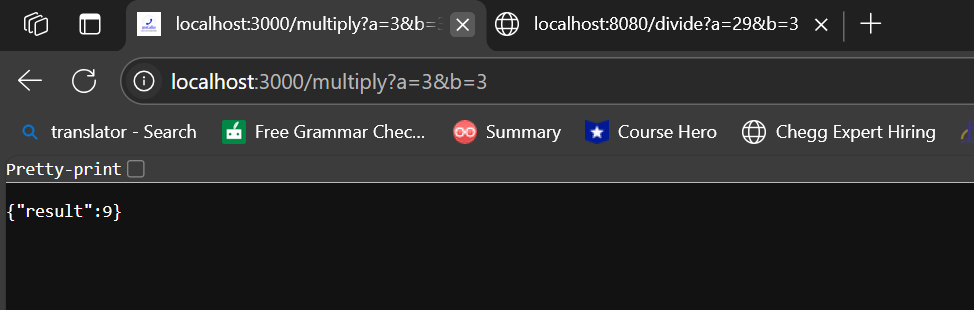 localhost:3000/multiply?a=3&b=3
localhost:8080/divide?a=29&b=3
localhost:3000/multiply?a=3&b=3
translator - Search
Free Grammar Chec...
Summary
Course Hero
Chegg Expert Hiring
Pretty-print
{"result":9}